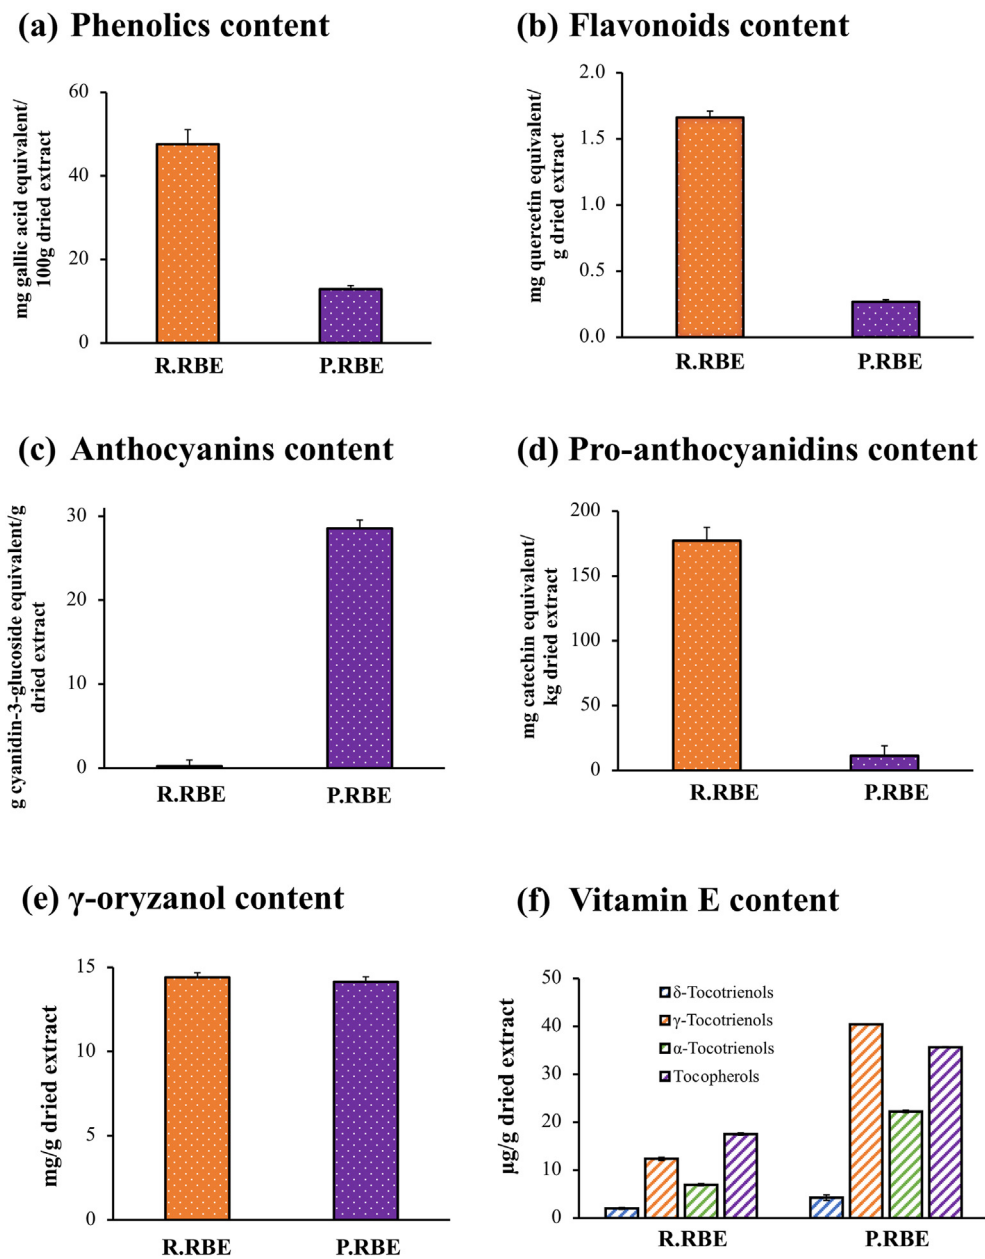 (a) Phenolics content
mg gallic acid equivalent/
100g dried extract
60
40
20
0
R.RBE
P.RBE
(b) Flavonoids content
mg quercetin equivalent/
g dried extract
2.0
1.5
1.0
0.5
0.0
R.RBE
P.RBE
(c) Anthocyanins content
g cyanidin-3-glucoside equivalent/g
dried extract
30
20
10
0
R.RBE
P.RBE
(d) Pro-anthocyanidins content
mg catechin equivalent/
kg dried extract
200
150
100
50
0
R.RBE
P.RBE
(e) γ-oryzanol content
mg/g dried extract
15
10
5
0
R.RBE
P.RBE
(f) Vitamin E content
µg/g dried extract
50
40
30
20
10
0
δ-Tocotrienols
γ-Tocotrienols
α-Tocotrienols
Tocopherols
R.RBE
P.RBE